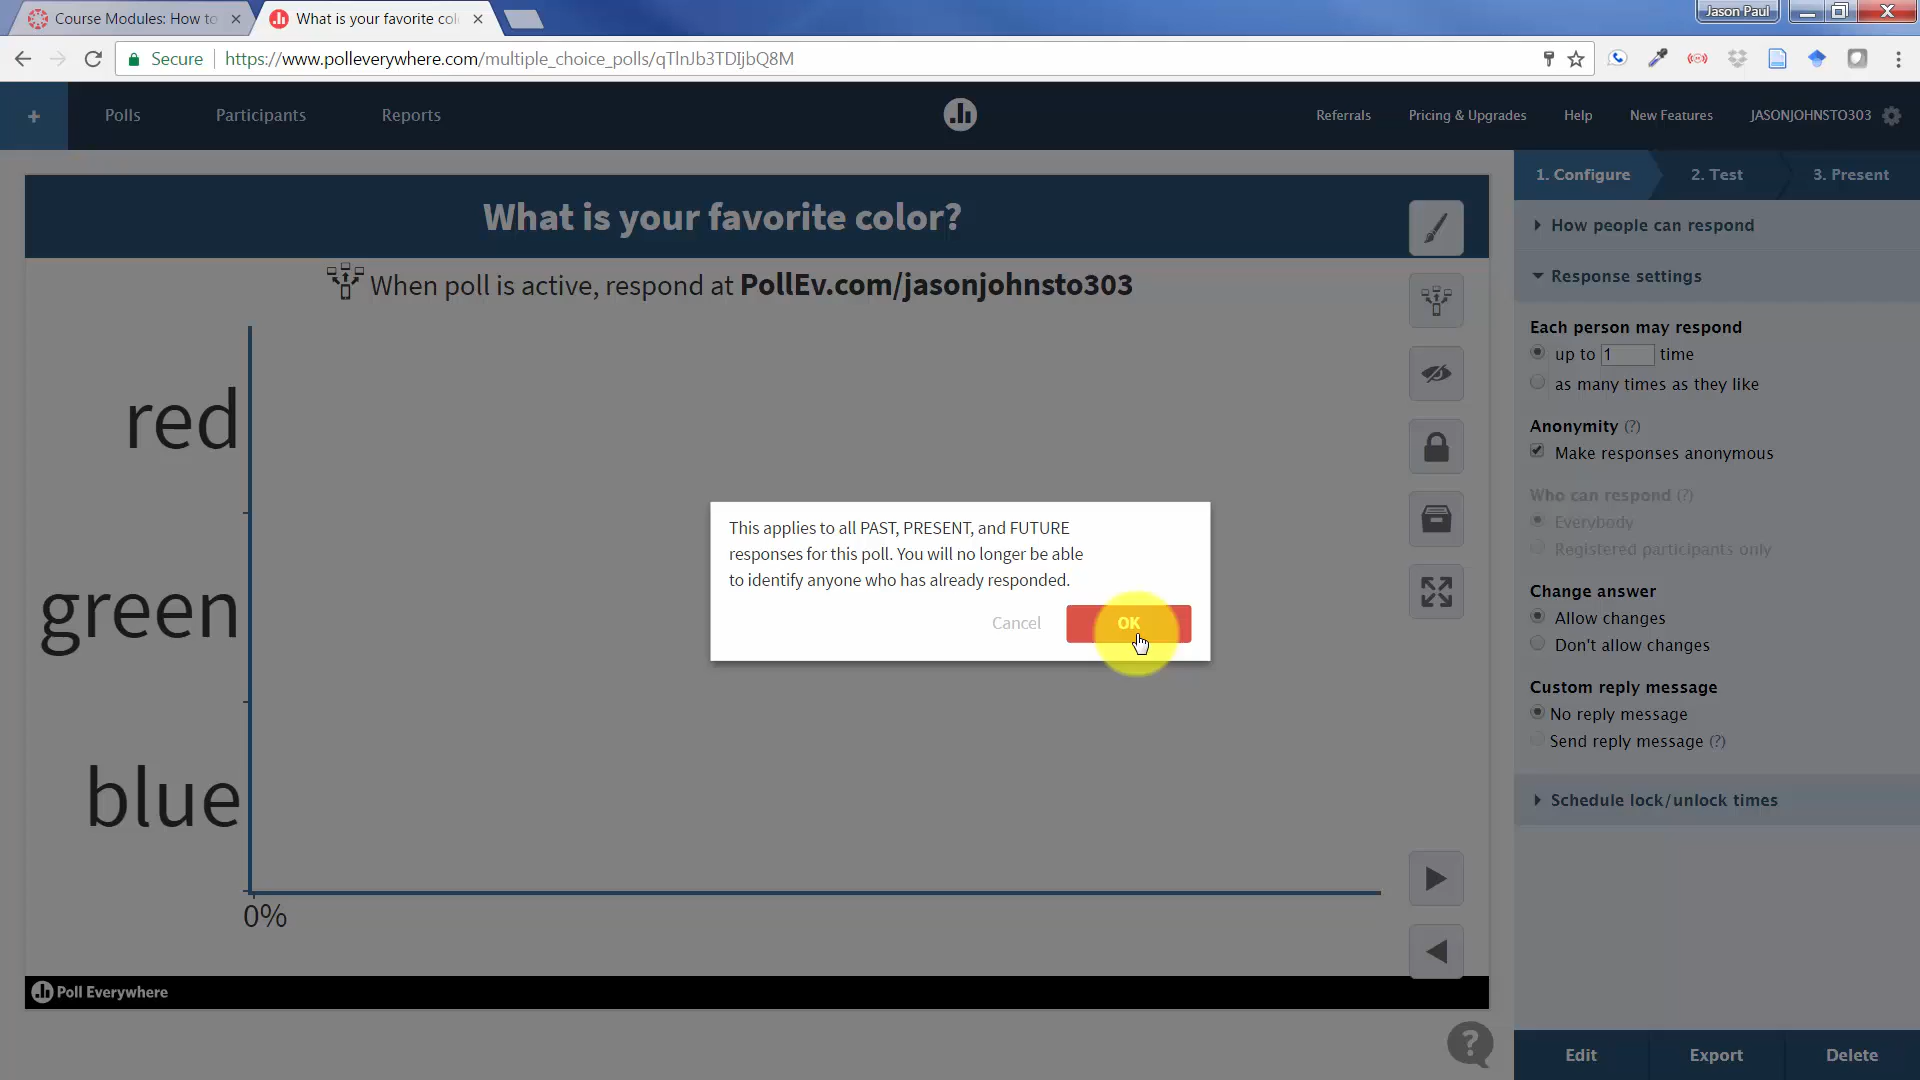 Course Modules: How to
What is your favorite col
Jason Paul
Secure
https://www.polleverywhere.com/multiple_choice_polls/qTlnJb3TDIjbQ8M
+
Polls
Participants
Reports
Referrals
Pricing & Upgrades
Help
New Features
JASONJOHNSTO303
What is your favorite color?
When poll is active, respond at PollEv.com/jasonjohnsto303
red
green
blue
0%
Poll Everywhere
This applies to all PAST, PRESENT, and FUTURE
responses for this poll. You will no longer be able
to identify anyone who has already responded.
Cancel
OK
1. Configure
2. Test
3. Present
How people can respond
Response settings
Each person may respond
up to 1 time
as many times as they like
Anonymity (?)
Make responses anonymous
Who can respond (?)
Everybody
Registered participants only
Change answer
Allow changes
Don't allow changes
Custom reply message
No reply message
Send reply message (?)
Schedule lock/unlock times
?
Edit
Export
Delete